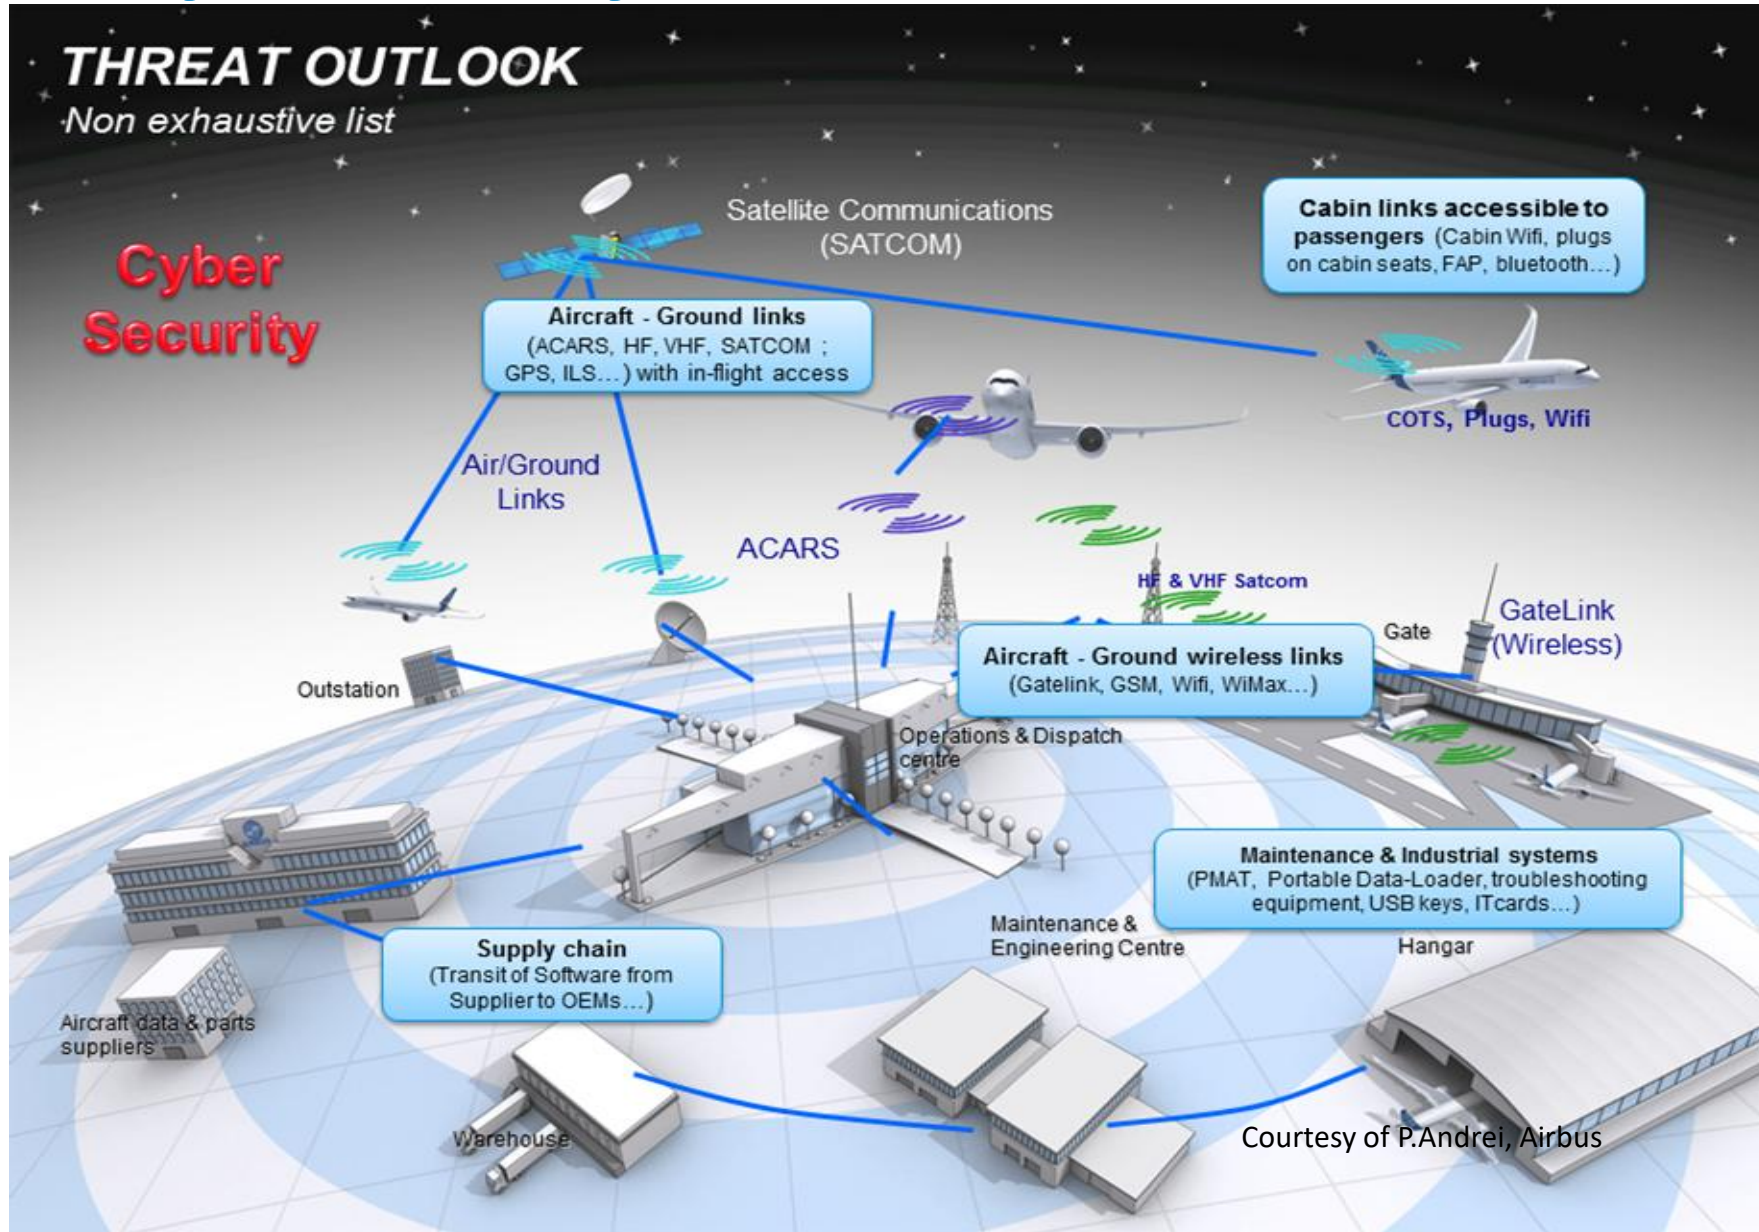 THREAT OUTLOOK
Non exhaustive list
Cyber
Security
Satellite Communications
(SATCOM)
Cabin links accessible to
passengers (Cabin Wifi, plugs
on cabin seats, FAP, bluetooth...)
Aircraft - Ground links
(ACARS, HF, VHF, SATCOM ;
GPS, ILS... ) with in-flight access
COTS, Plugs, Wifi
Air/Ground
Links
ACARS
HF & VHF Satcom
GateLink
(Wireless)
Gate
Aircraft - Ground wireless links
(Gatelink, GSM, Wifi, WiMax...)
Outstation
Operations & Dispatch
centre
Maintenance & Industrial systems
(PMAT, Portable Data-Loader, troubleshooting
equipment, USB keys, ITcards...)
Maintenance &
Engineering Centre
Hangar
Supply chain
(Transit of Software from
Supplier to OEMs...)
Aircraft data & parts
suppliers
Warehouse
Courtesy of P.Andrei, Airbus